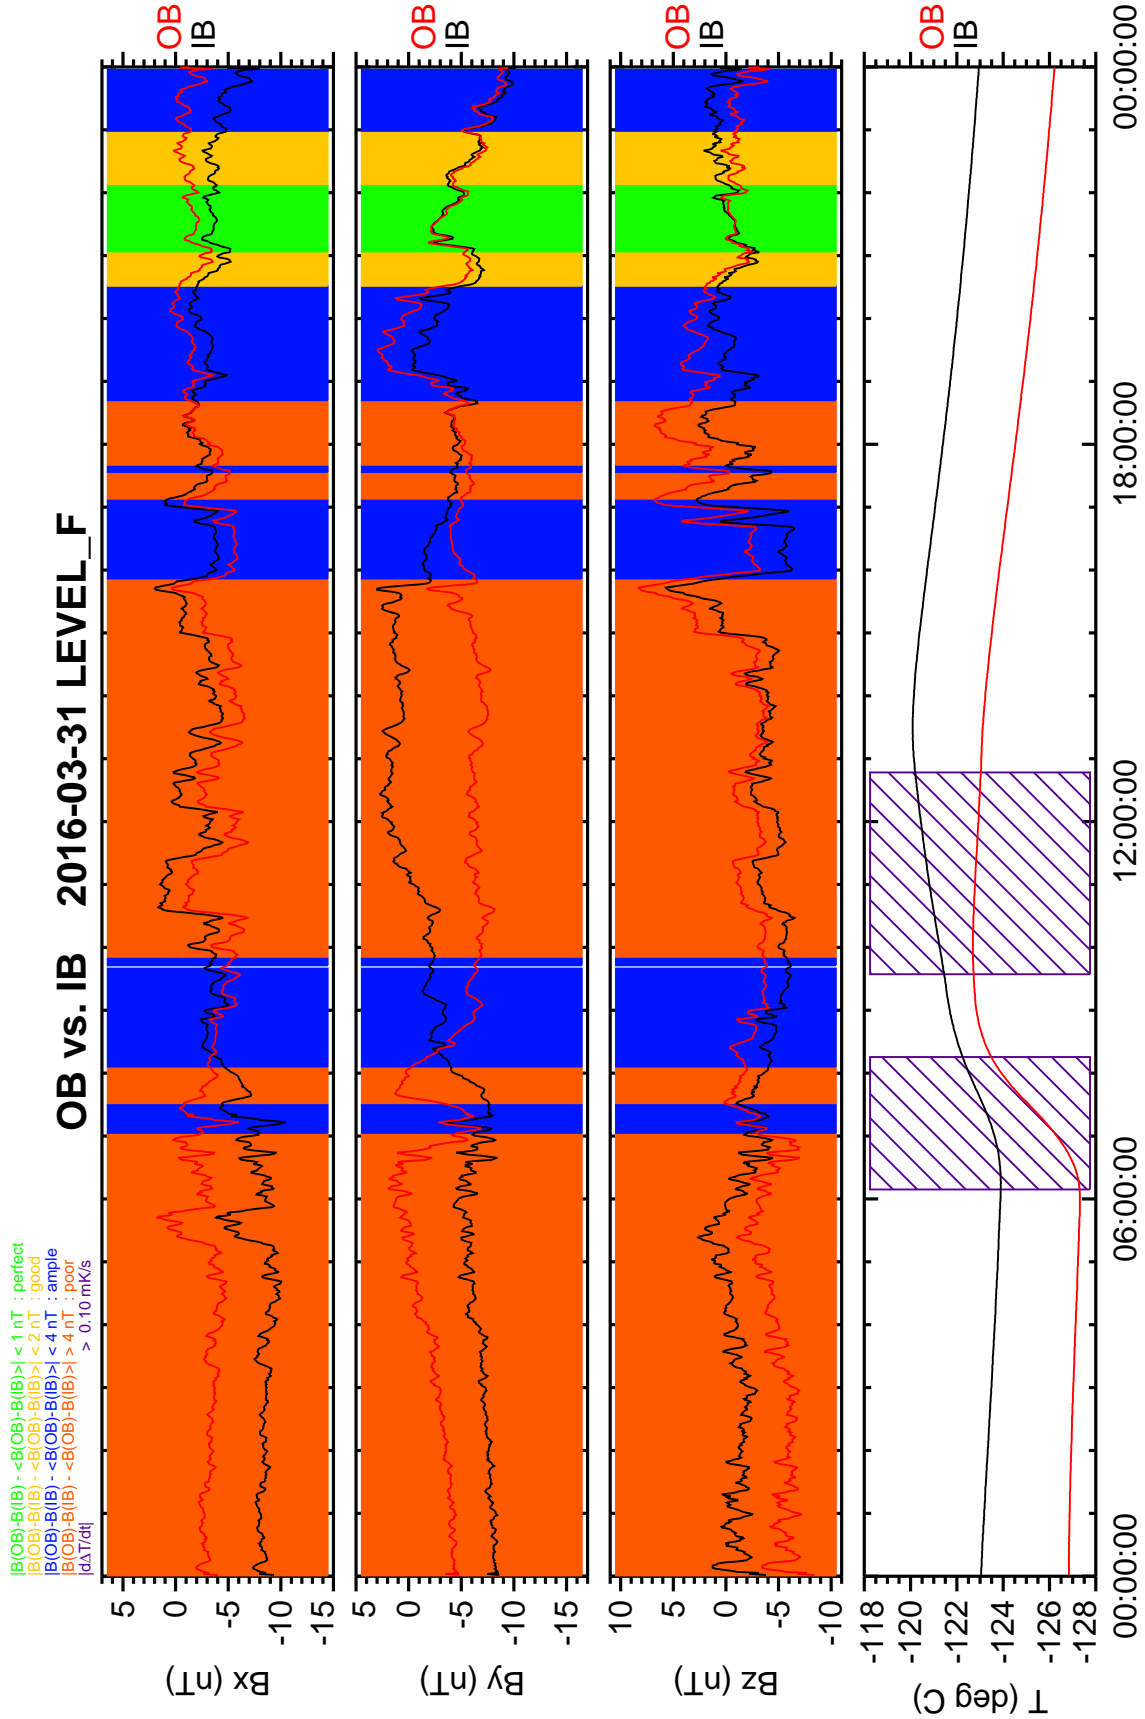 OB vs. IB 2016-03-31 LEVEL_F
|B(OB)-B(IB) - <B(OB)-B(IB)>| < 1 nT : perfect
|B(OB)-B(IB) - <B(OB)-B(IB)>| < 2 nT : good
|B(OB)-B(IB) - <B(OB)-B(IB)>| < 4 nT : ample
|B(OB)-B(IB) - <B(OB)-B(IB)>| > 4 nT : poor
|dΔT/dt| > 0.10 mK/s
Bx (nT)
5
0
-5
-10
-15
OB
IB
By (nT)
5
0
-5
-10
-15
OB
IB
Bz (nT)
10
5
0
-5
-10
OB
IB
T (deg C)
-118
-120
-122
-124
-126
-128
OB
IB
00:00:00
06:00:00
12:00:00
18:00:00
00:00:00